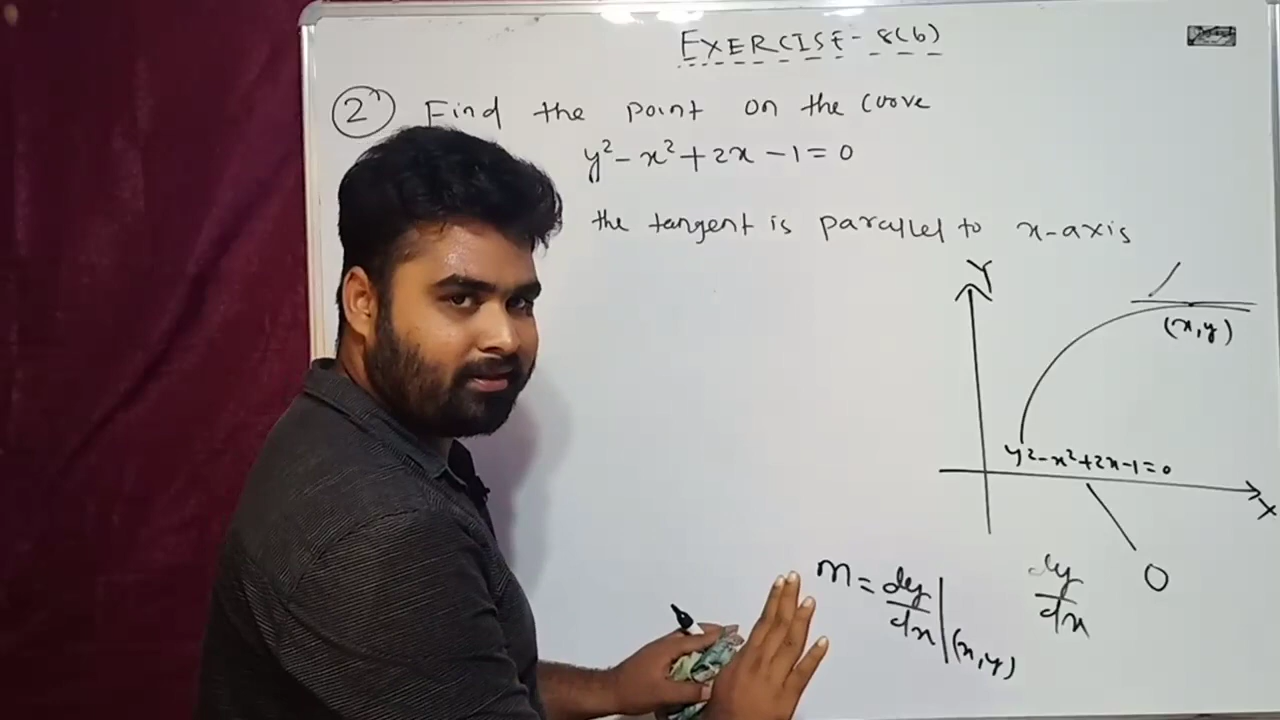 EXERCISE - 8(b)
2) Find the point on the curve
y² - x² + 2x - 1 = 0
the tangent is parallel to x-axis
Y
(x,y)
y²-x²+2x-1=0
X
m = dy/dx |(x,y)
dy/dx
0